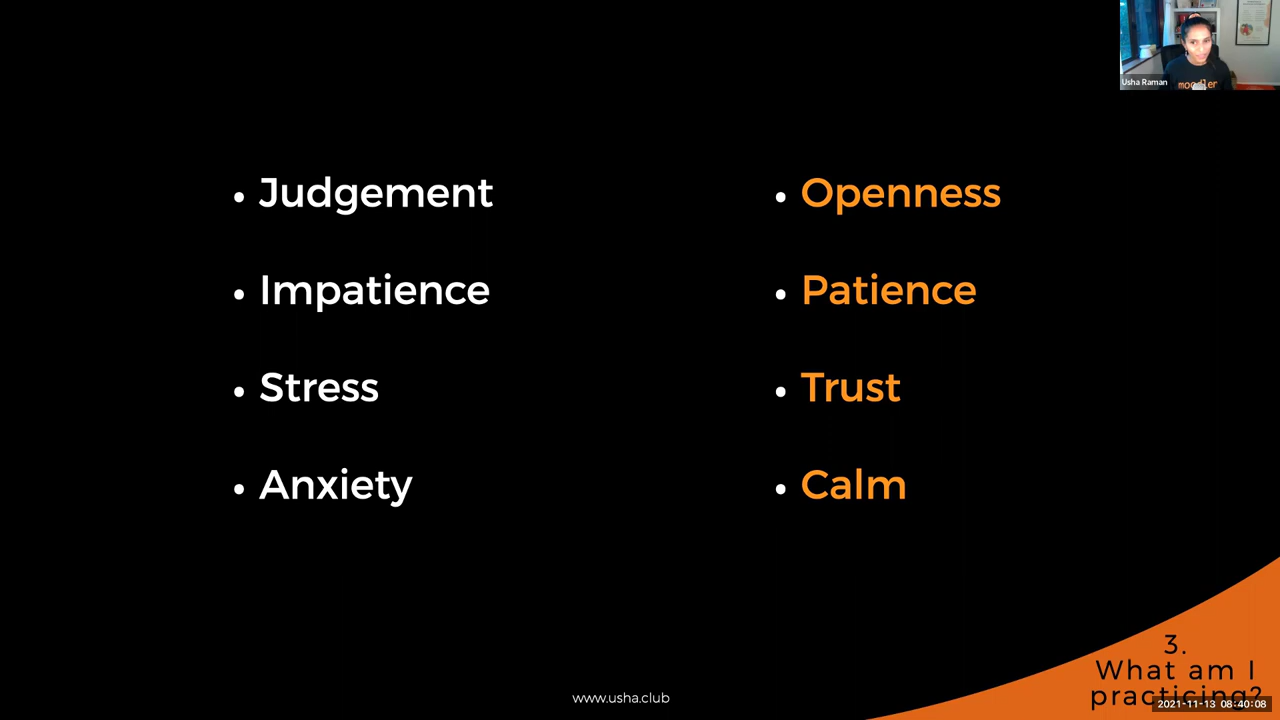 Usha Raman
moodler
• Judgement
• Impatience
• Stress
• Anxiety
• Openness
• Patience
• Trust
• Calm
3.
What am I
practicing?
www.usha.club
2021-11-13 08:40:08